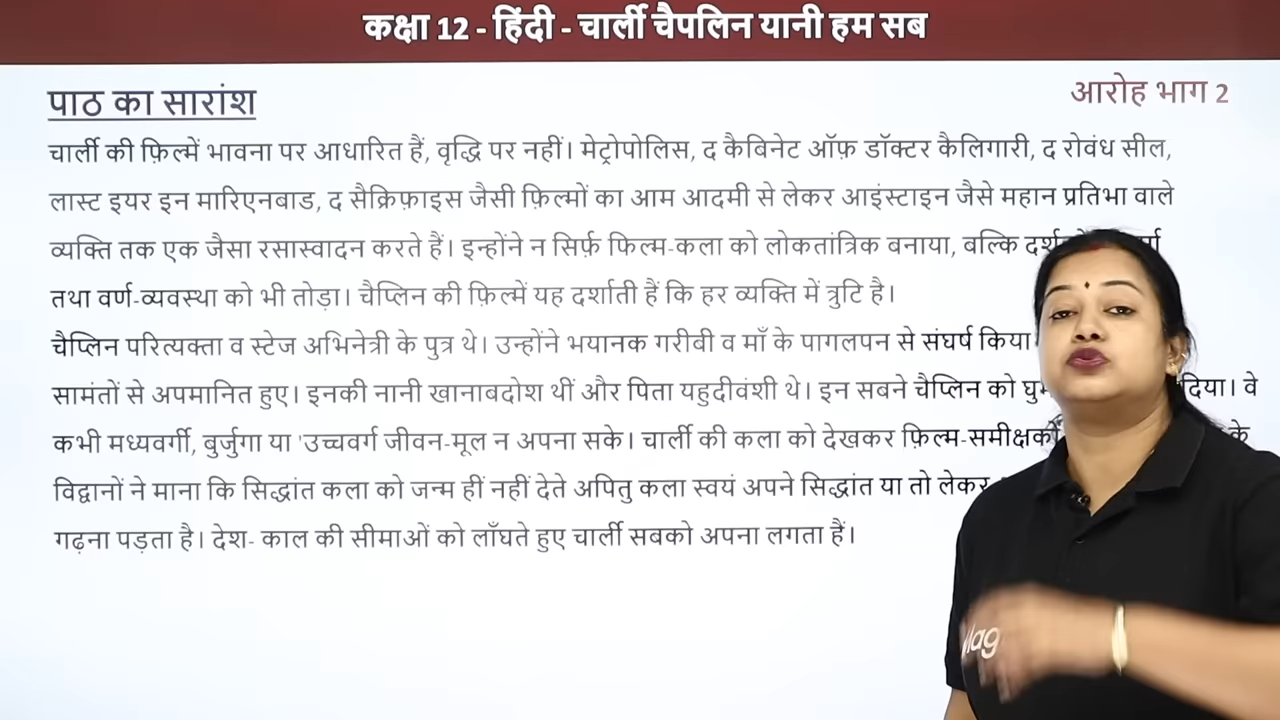 कक्षा 12 - हिंदी - चार्ली चैपलिन यानी हम सब
पाठ का सारांश
आरोह भाग 2
चार्ली की फ़िल्में भावना पर आधारित हैं, वृद्धि पर नहीं। मेट्रोपोलिस, द कैबिनेट ऑफ़ डॉक्टर कैलिगारी, द रोवंध सील,
लास्ट इयर इन मारिएनबाड, द सैक्रिफ़ाइस जैसी फ़िल्मों का आम आदमी से लेकर आइंस्टाइन जैसे महान प्रतिभा वाले
व्यक्ति तक एक जैसा रसास्वादन करते हैं। इन्होंने न सिर्फ़ फिल्म-कला को लोकतांत्रिक बनाया, बल्कि
तथा वर्ण-व्यवस्था को भी तोड़ा। चैप्लिन की फ़िल्में यह दर्शाती हैं कि हर व्यक्ति में त्रुटि है।
चैप्लिन परित्यक्ता व स्टेज अभिनेत्री के पुत्र थे। उन्होंने भयानक गरीबी व माँ के पागलपन से संघर्ष किया
सामंतों से अपमानित हुए। इनकी नानी खानाबदोश थीं और पिता यहुदीवंशी थे। इन सबने चैप्लिन को दिया। वे
कभी मध्यवर्गी, बुर्जुगा या 'उच्चवर्ग जीवन-मूल न अपना सके। चार्ली की कला को देखकर फ़िल्म-समीक्षकों के
विद्वानों ने माना कि सिद्धांत कला को जन्म हीं नहीं देते अपितु कला स्वयं अपने सिद्धांत या तो लेकर
गढ़ना पड़ता है। देश- काल की सीमाओं को लाँघते हुए चार्ली सबको अपना लगता हैं।